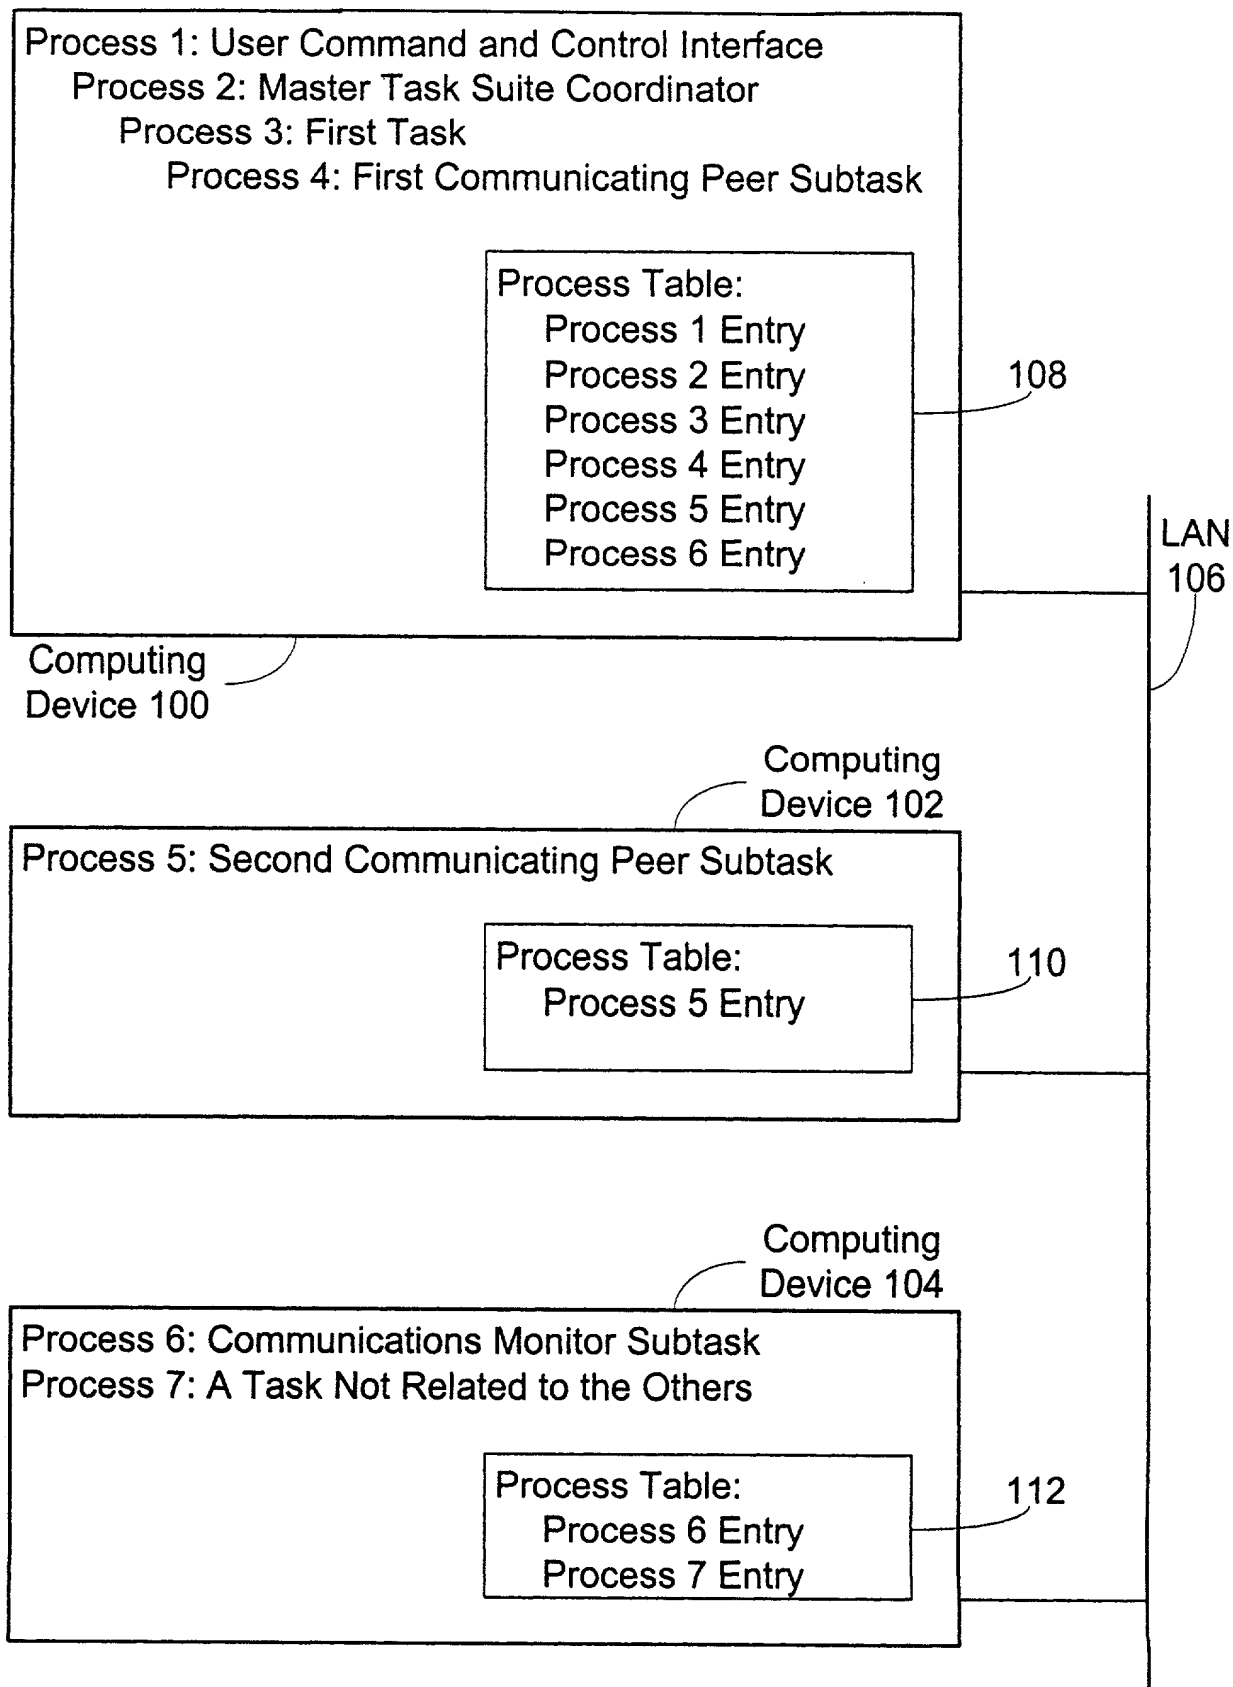 Process 1: User Command and Control Interface
Process 2: Master Task Suite Coordinator
Process 3: First Task
Process 4: First Communicating Peer Subtask
Process Table:
Process 1 Entry
Process 2 Entry
Process 3 Entry
Process 4 Entry
Process 5 Entry
Process 6 Entry
108
LAN
106
Computing
Device 100
Computing
Device 102
Process 5: Second Communicating Peer Subtask
Process Table:
Process 5 Entry
110
Computing
Device 104
Process 6: Communications Monitor Subtask
Process 7: A Task Not Related to the Others
Process Table:
Process 6 Entry
Process 7 Entry
112